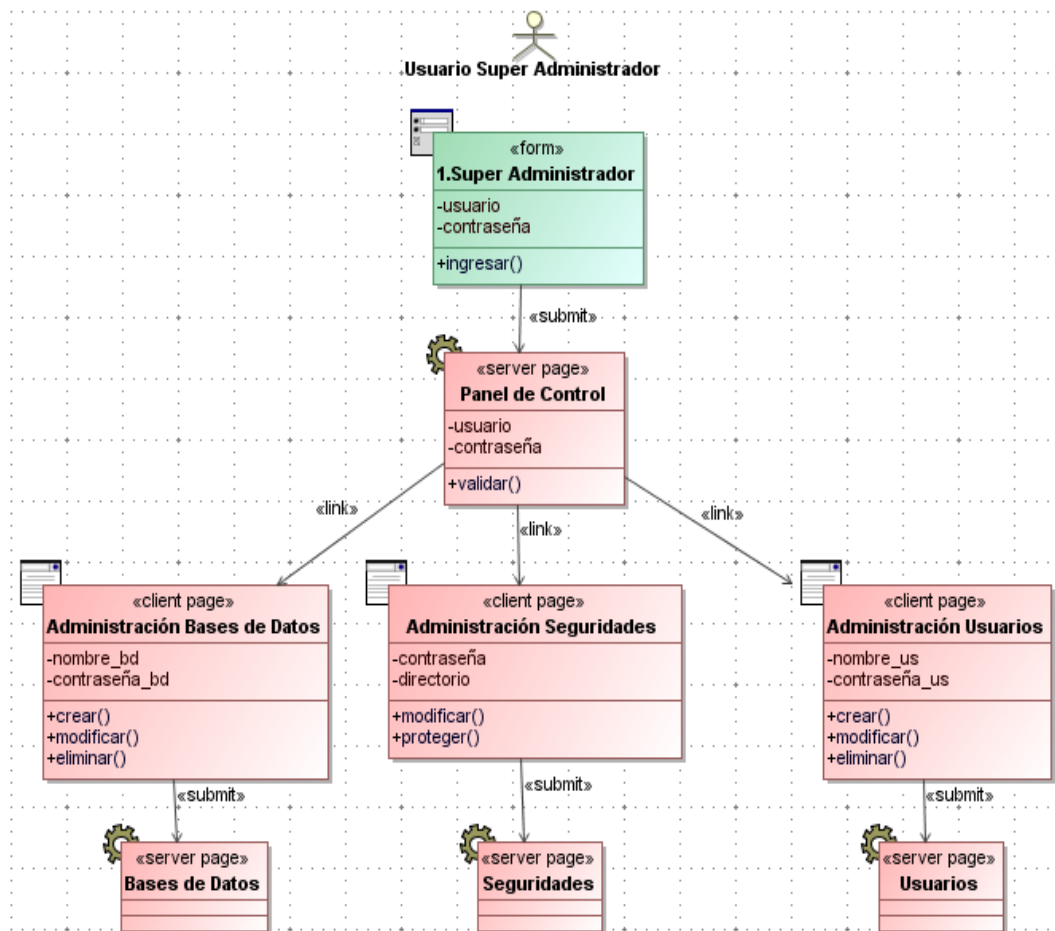 Usuario Super Administrador
«form»
1.Super Administrador
-usuario
-contraseña
+ingresar()
«submit»
«server page»
Panel de Control
-usuario
-contraseña
+validar()
«link»
«link»
«link»
«client page»
Administración Bases de Datos
-nombre_bd
-contraseña_bd
+crear()
+modificar()
+eliminar()
«submit»
«server page»
Bases de Datos
«client page»
Administración Seguridades
-contraseña
-directorio
+modificar()
+proteger()
«submit»
«server page»
Seguridades
«client page»
Administración Usuarios
-nombre_us
-contraseña_us
+crear()
+modificar()
+eliminar()
«submit»
«server page»
Usuarios